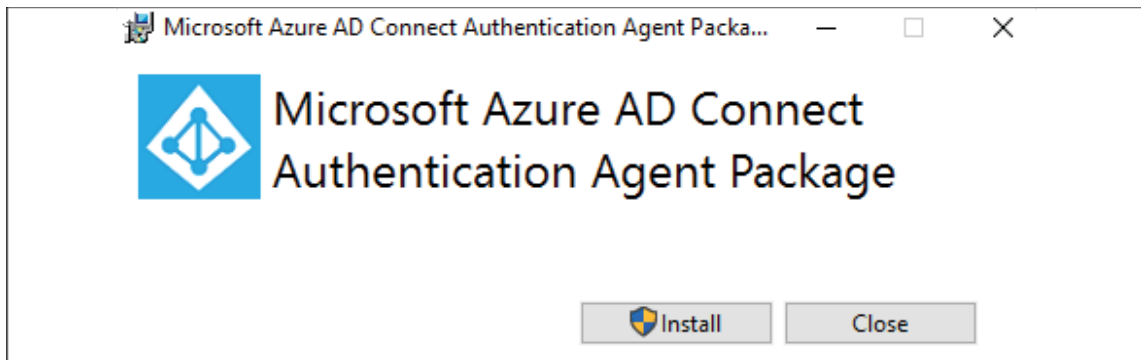 Microsoft Azure AD Connect Authentication Agent Packa...
Microsoft Azure AD Connect
Authentication Agent Package
Install
Close